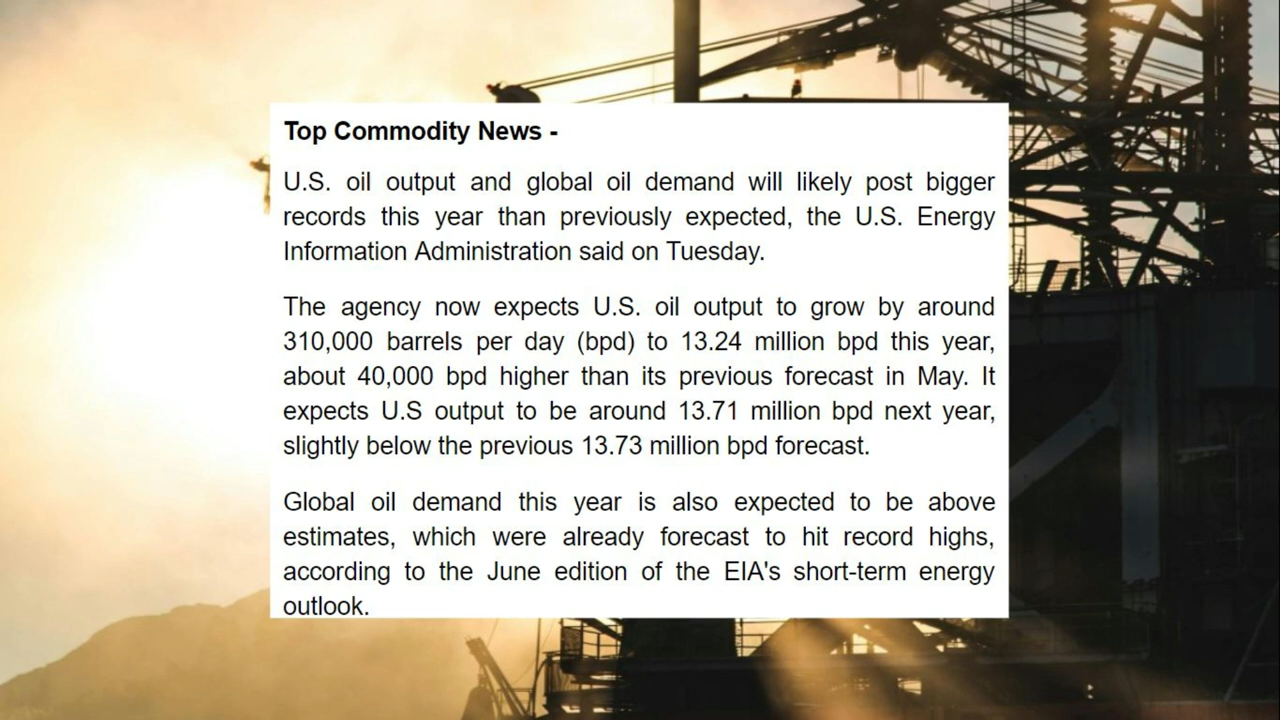 Top Commodity News -
U.S. oil output and global oil demand will likely post bigger
records this year than previously expected, the U.S. Energy
Information Administration said on Tuesday.
The agency now expects U.S. oil output to grow by around
310,000 barrels per day (bpd) to 13.24 million bpd this year,
about 40,000 bpd higher than its previous forecast in May. It
expects U.S output to be around 13.71 million bpd next year,
slightly below the previous 13.73 million bpd forecast.
Global oil demand this year is also expected to be above
estimates, which were already forecast to hit record highs,
according to the June edition of the EIA's short-term energy
outlook.